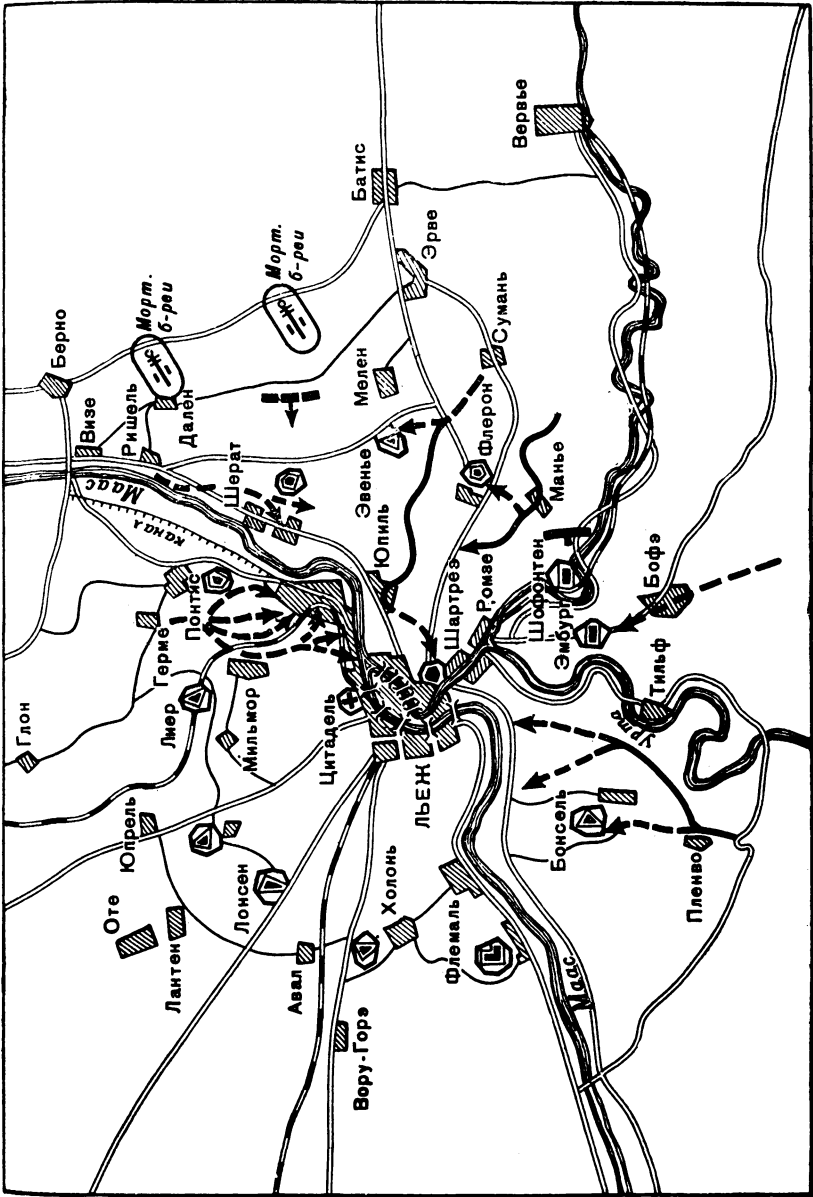 Глон
Лиер
Герме
Понтис
Берно
Визе
Ришель
Дален
Морт.
б-реи
Морт.
б-реи
Батис
Вервье
Эрве
Маас
канал
Шерат
Мелен
Сумань
Юпрель
Мильмор
Цитадель
Юпиль
Эвенье
Флерон
Манье
Оте
Лантен
Лонсен
ЛЬЕЖ
Шартрез
Ромзе
Шофонтен
Эмбург
Бофэ
Авал
Холонь
Тильф
Урта
Вору-Горэ
Флемаль
Бонсель
Пленво
Маас